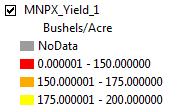 MNPX_Yield_1
Bushels/Acre
NoData
0.000001 - 150.000000
150.000001 - 175.000000
175.000001 - 200.000000